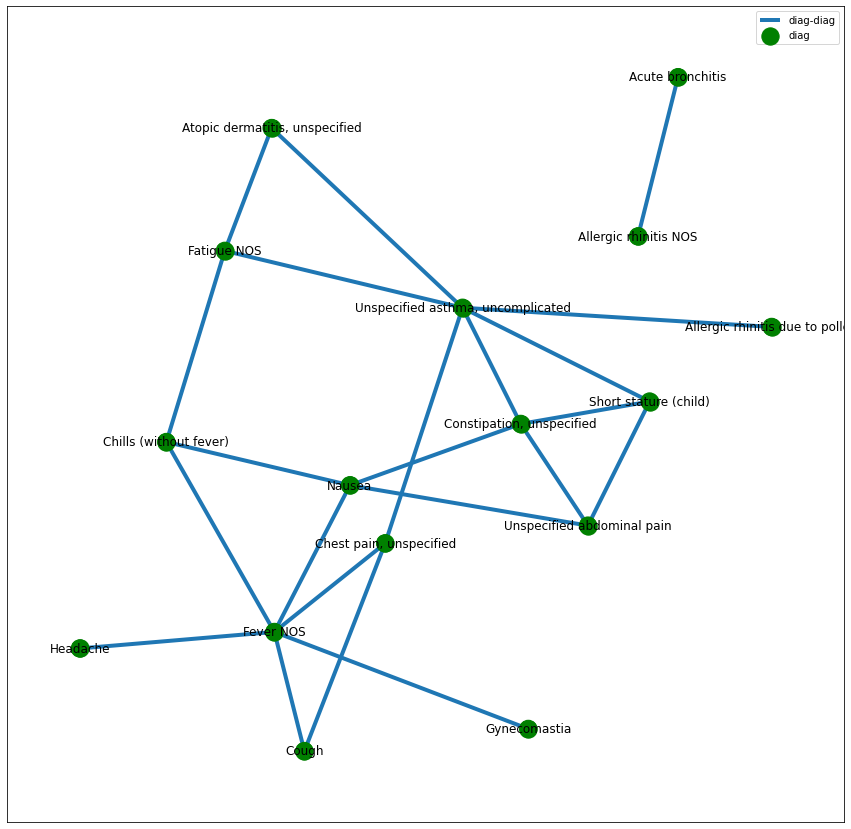 diag-diag
diag
Acute bronchitis
Atopic dermatitis, unspecified
Allergic rhinitis NOS
Fatigue NOS
Unspecified asthma, uncomplicated
Allergic rhinitis due to
Short stature (child)
Constipation, unspecified
Chills (without fever)
Nausea
Unspecified abdominal pain
Chest pain, unspecified
Fever NOS
Headache
Gynecomastia
Cough